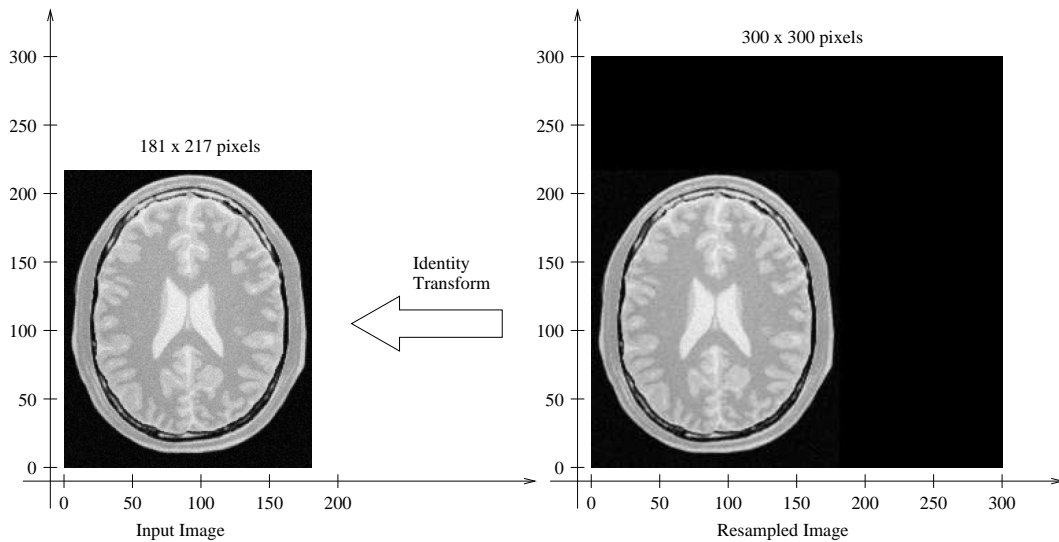 300 x 300 pixels
300
250
200
150
100
50
0
181 x 217 pixels
0 50 100 150 200
Input Image
Identity
Transform
300
250
200
150
100
50
0
0 50 100 150 200 250 300
Resampled Image